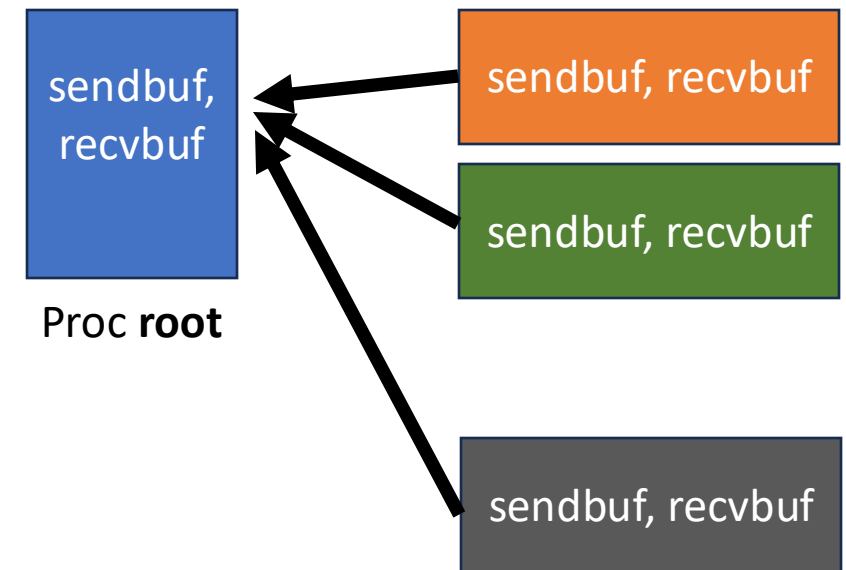 sendbuf,
recvbuf
Proc root
sendbuf, recvbuf
sendbuf, recvbuf
sendbuf, recvbuf